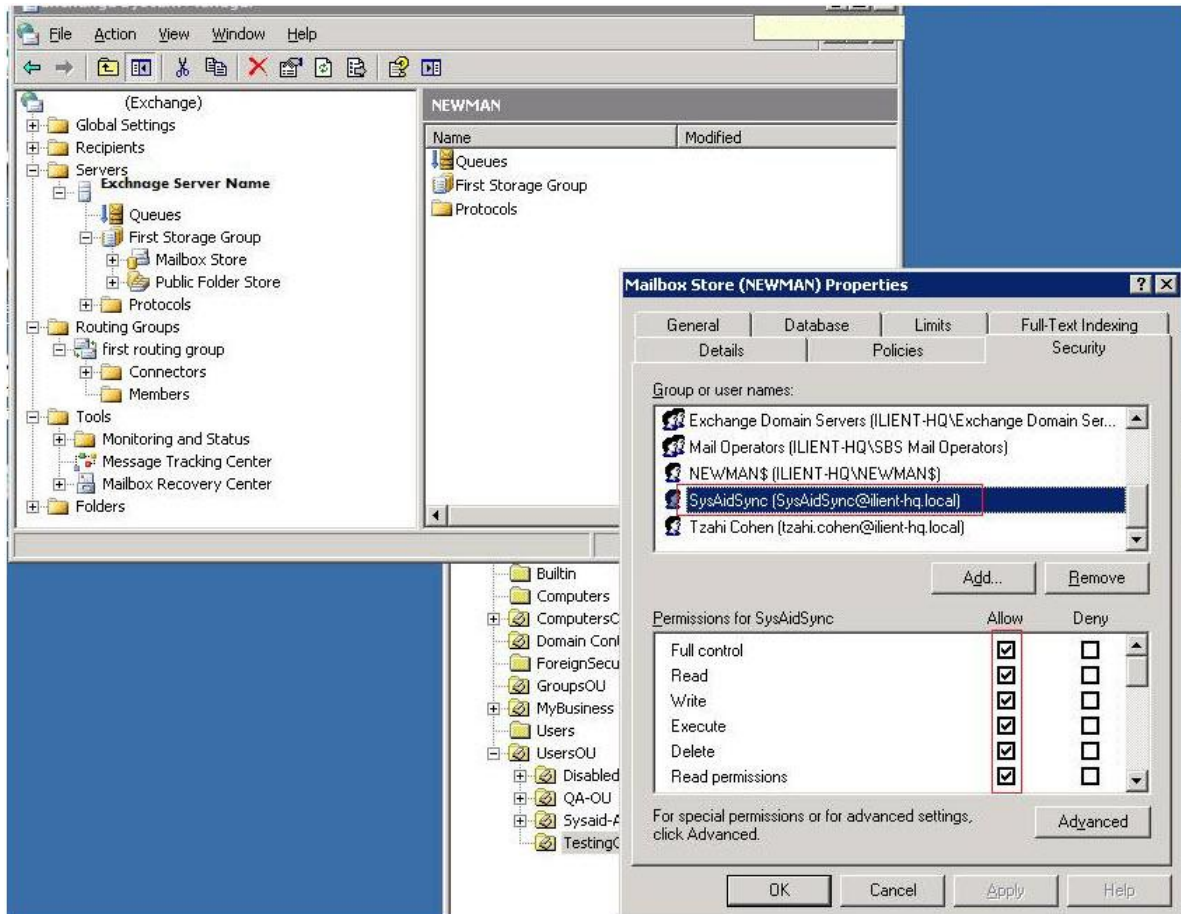 File Action View Window Help
(Exchange)
Global Settings
Recipients
Servers
Exchnage Server Name
Queues
First Storage Group
Mailbox Store
Public Folder Store
Protocols
Routing Groups
first routing group
Connectors
Members
Tools
Monitoring and Status
Message Tracking Center
Mailbox Recovery Center
Folders
NEWMAN
Name Modified
Queues
First Storage Group
Protocols
Builtin
Computers
ComputersC
Domain Cont
ForeignSecu
GroupsOU
MyBusiness
Users
UsersOU
Disabled
QA-OU
Sysaid-A
Testing
Mailbox Store (NEWMAN) Properties
General Database Limits Full-Text Indexing
Details Policies Security
Group or user names:
Exchange Domain Servers (ILIENT-HQ\Exchange Domain Ser...
Mail Operators (ILIENT-HQ\SBS Mail Operators)
NEWMAN$ (ILIENT-HQ\NEWMAN$)
SysAidSync (SysAidSync@ilient-hq.local)
Tzahi Cohen (tzahi.cohen@ilient-hq.local)
Add... Remove
Permissions for SysAidSync Allow Deny
Full control
Read
Write
Execute
Delete
Read permissions
For special permissions or for advanced settings,
click Advanced.
Advanced
OK Cancel Apply Help